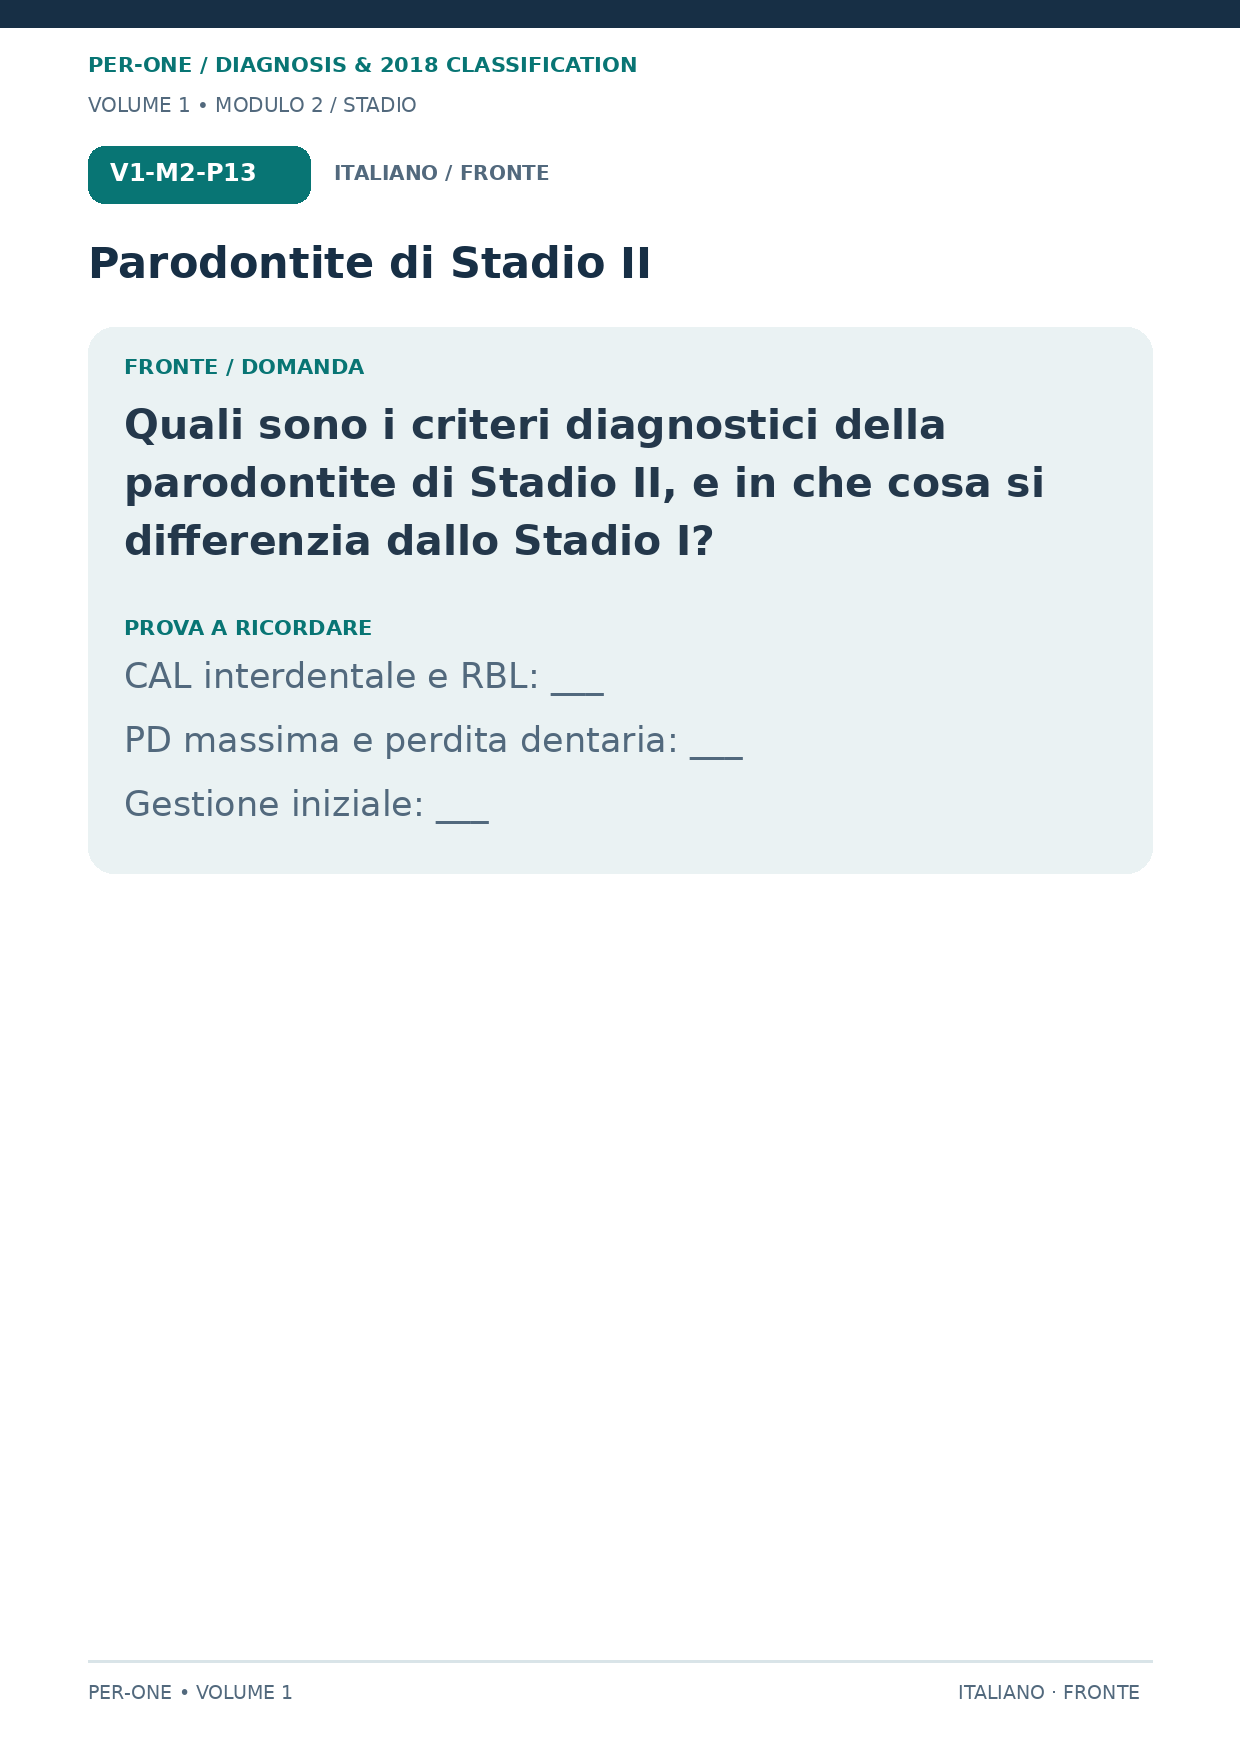 PER-ONE / DIAGNOSIS & 2018 CLASSIFICATION
VOLUME 1 • MODULO 2 / STADIO
V1-M2-P13
ITALIANO / FRONTE
Parodontite di Stadio II
FRONTE / DOMANDA
Quali sono i criteri diagnostici della
parodontite di Stadio II, e in che cosa si
differenzia dallo Stadio I?
PROVA A RICORDARE
CAL interdentale e RBL: ___
PD massima e perdita dentaria: ___
Gestione iniziale: ___
PER-ONE • VOLUME 1
ITALIANO · FRONTE